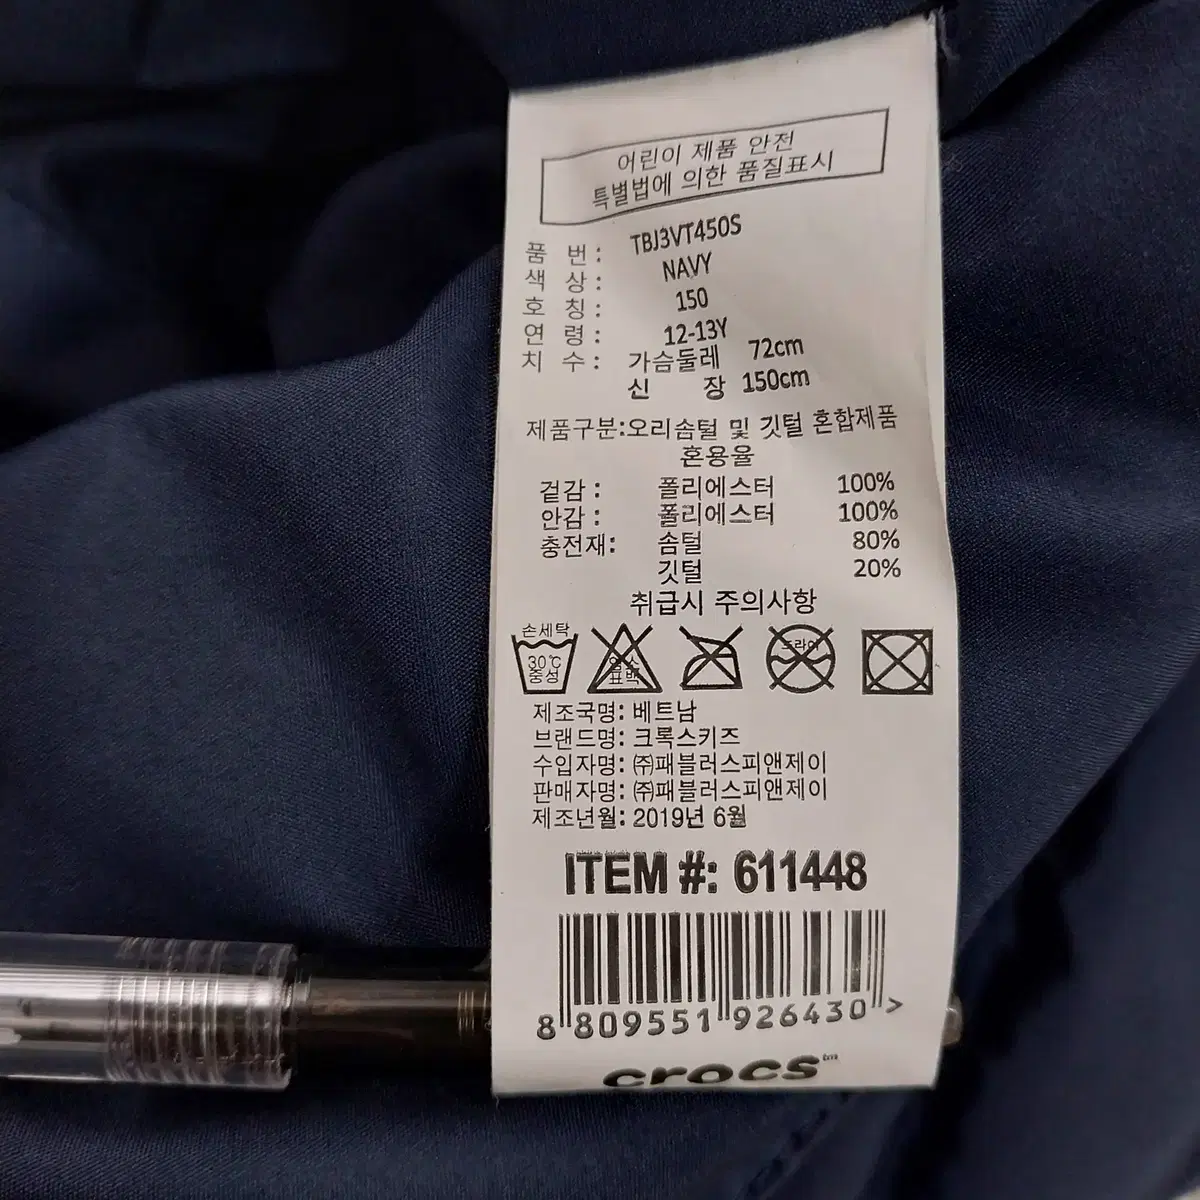 어린이 제품 안전
특별법에 의한 품질표시
품 번 : TBJ3VT450S
색 상 : NAVY
호 칭 : 150
연 령 : 12-13Y
치 수 : 가슴둘레 72cm
신 장 150cm
제품구분:오리솜털 및 깃털 혼합제품
혼용율
겉감 : 폴리에스터 100%
안감 : 폴리에스터 100%
충전재: 솜털 80%
깃털 20%
취급시 주의사항
손세탁
30℃
중성
염소
표백
드라이
제조국명: 베트남
브랜드명: 크록스키즈
수입자명: ㈜패블러스피앤제이
판매자명: ㈜패블러스피앤제이
제조년월: 2019년 6월
ITEM #: 611448
8 809551 926430 >
crocs™